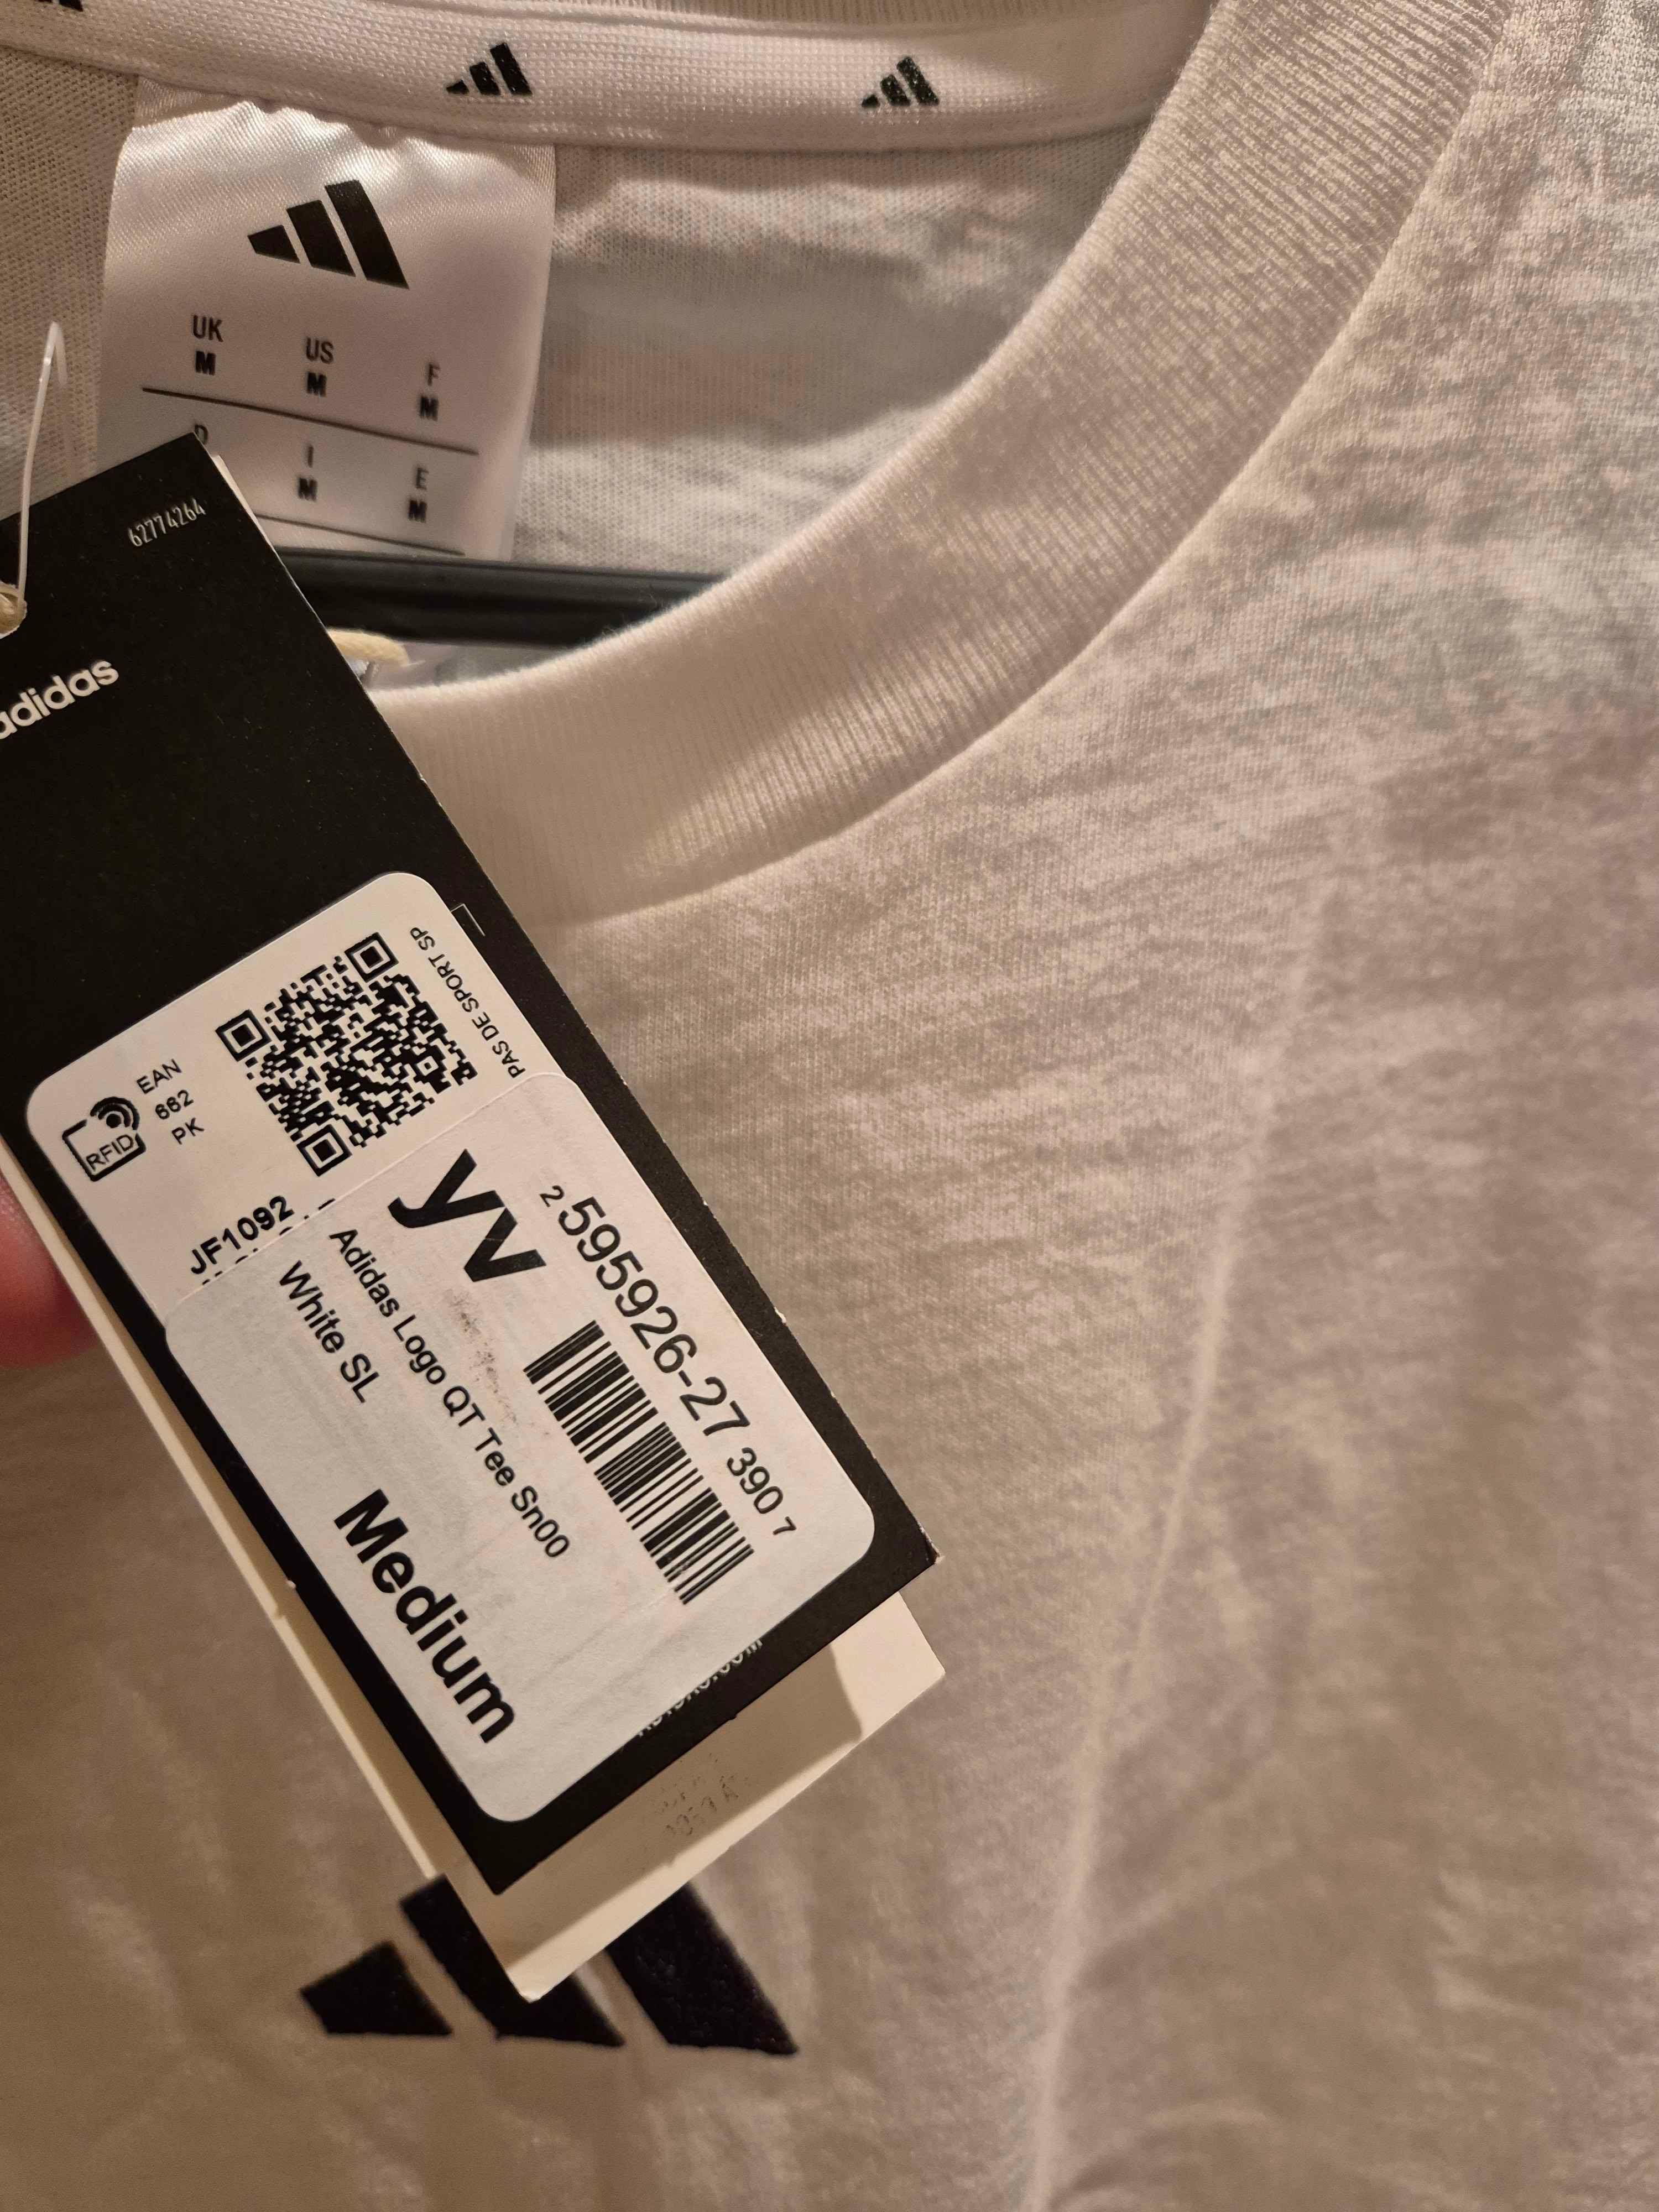 UK
M
US
M
F
M
D
I
M
E
M
62774264
adidas
PAS DE SPORT SP
EAN
662
PK
RFID
JF1092
yv
2 595926-27 390 7
Adidas Logo QT Tee Sn00
White SL
Medium